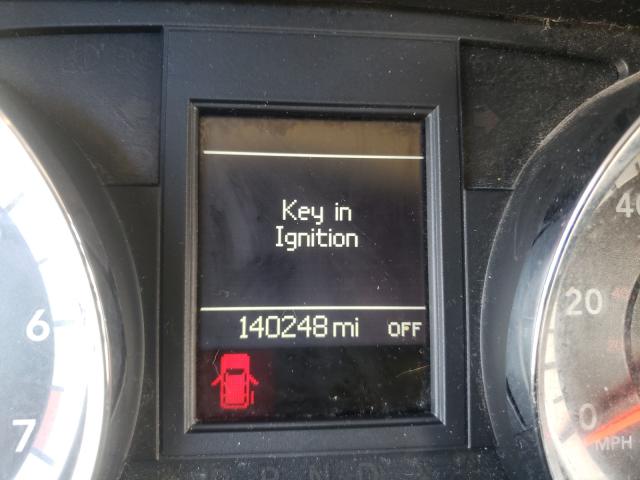 Key in
Ignition
140248 mi OFF
6
7
40
20
0
MPH
P R N D